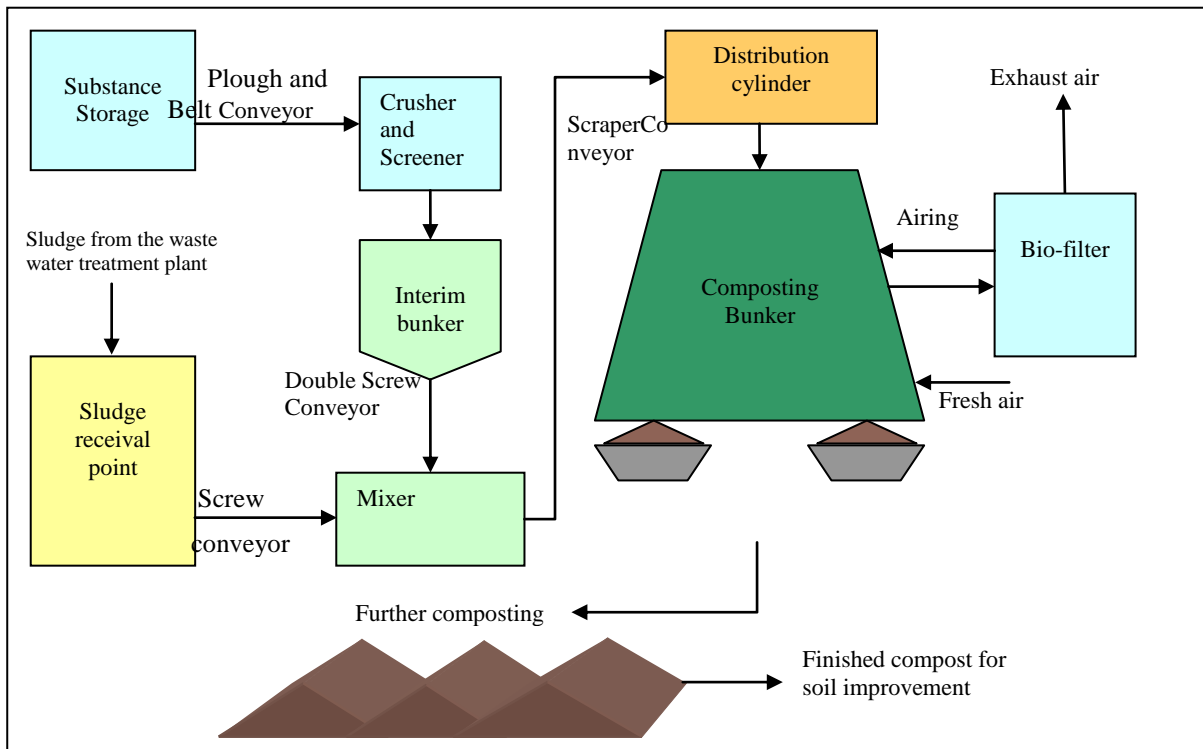 Substance
Storage
Plough and
Belt Conveyor
Crusher
and
Screener
Distribution
cylinder
Exhaust air
ScraperCo
nveyor
Sludge from the waste
water treatment plant
Interim
bunker
Airing
Bio-filter
Composting
Bunker
Double Screw
Conveyor
Fresh air
Sludge
receival
point
Screw
conveyor
Mixer
Further composting
Finished compost for
soil improvement